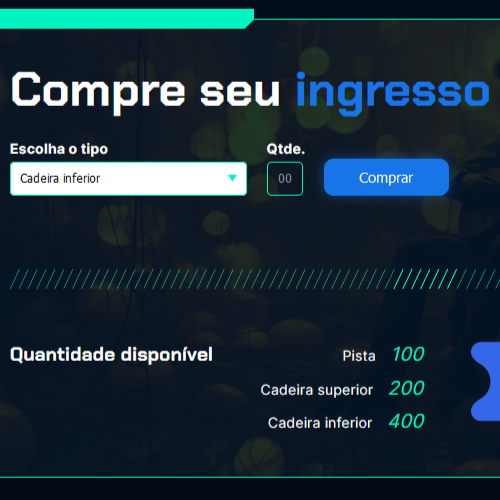 Compre seu ingresso
Escolha o tipo Qtde.
Cadeira inferior 00 Comprar
Quantidade disponível Pista 100
Cadeira superior 200
Cadeira inferior 400